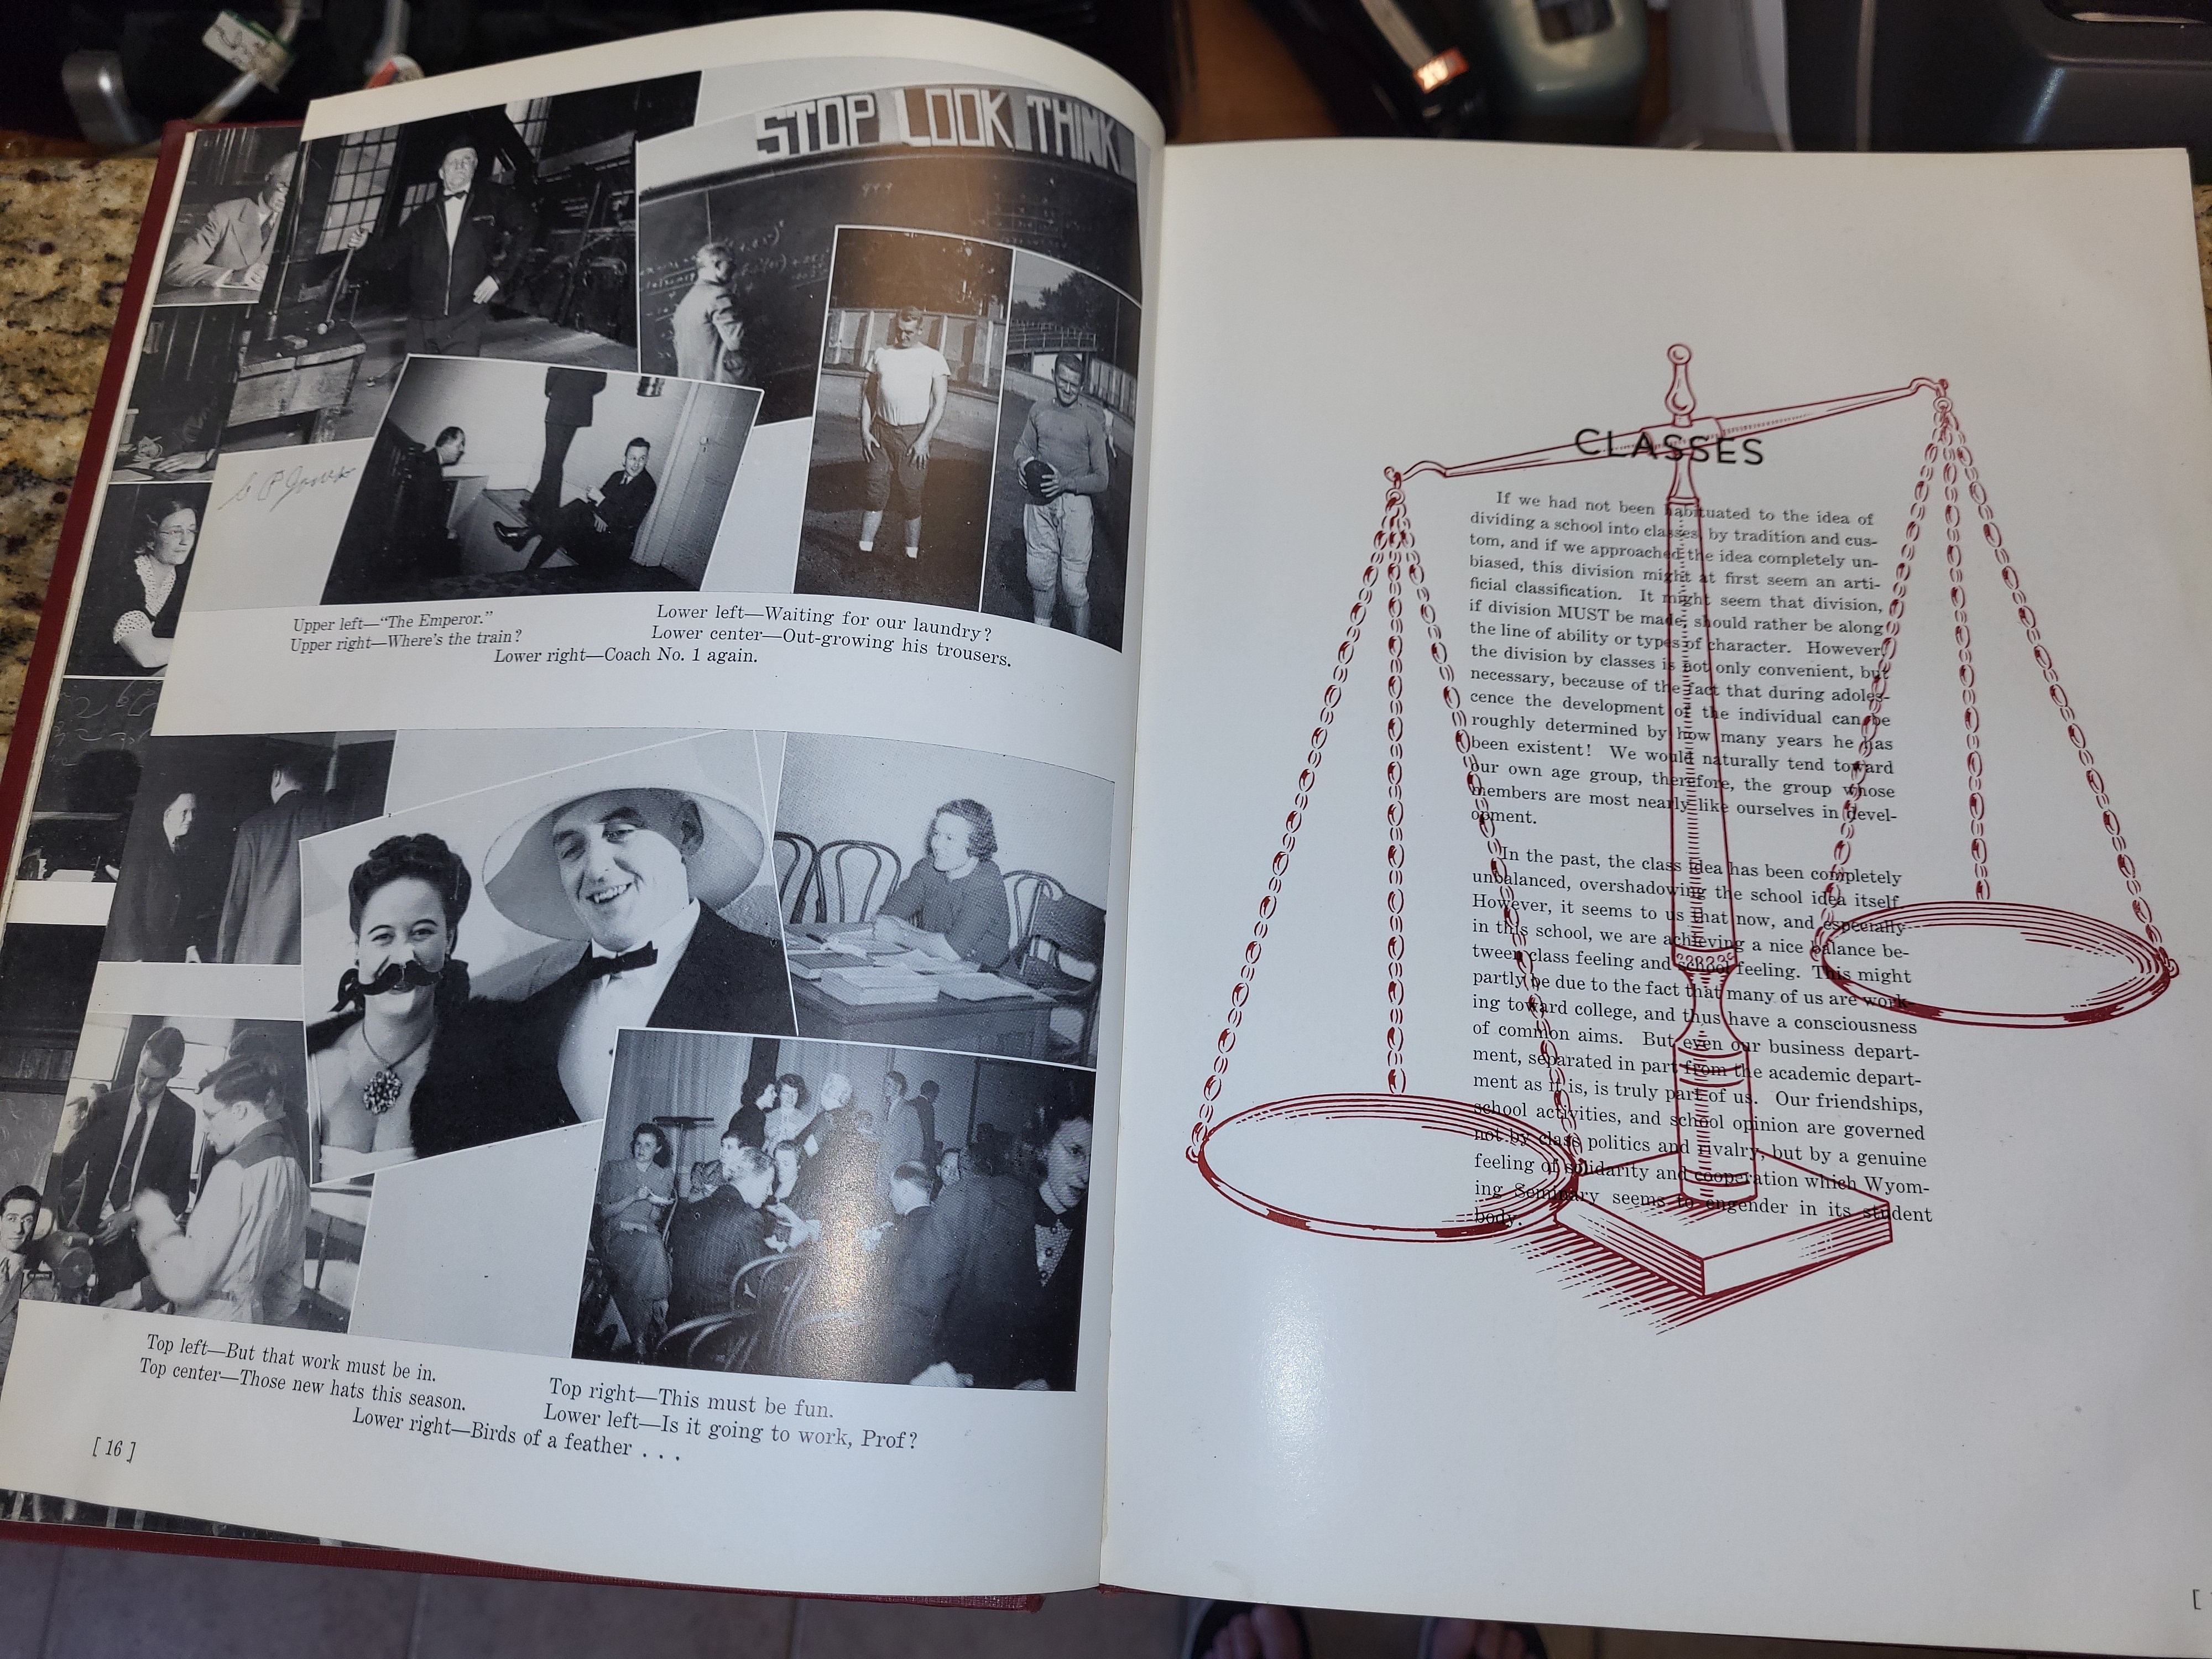 STOP LOOK THINK
Upper left—"The Emperor."
Upper right—Where's the train?
Lower left—Waiting for our laundry?
Lower center—Out-growing his trousers.
Lower right—Coach No. 1 again.
Top left—But that work must be in.
Top center—Those new hats this season.
Top right—This must be fun.
Lower left—Is it going to work, Prof?
Lower right—Birds of a feather . . .
[ 16 ]
CLASSES
If we had not been habituated to the idea of
dividing a school into classes by tradition and cus-
tom, and if we approached the idea completely un-
biased, this division might at first seem an arti-
ficial classification. It might seem that division,
if division MUST be made, should rather be along
the line of ability or types of character. However,
the division by classes is not only convenient, but
necessary, because of the fact that during adoles-
cence the development of the individual can be
roughly determined by how many years he has
been existent! We would naturally tend toward
our own age group, therefore, the group whose
members are most nearly like ourselves in devel-
opment.
In the past, the class idea has been completely
unbalanced, overshadowing the school idea itself.
However, it seems to us that now, and especially
in this school, we are achieving a nice balance be-
tween class feeling and school feeling. This might
partly be due to the fact that many of us are work-
ing toward college, and thus have a consciousness
of common aims. But even our business depart-
ment, separated in part from the academic depart-
ment as it is, is truly part of us. Our friendships,
school activities, and school opinion are governed
not by class politics and rivalry, but by a genuine
feeling of solidarity and cooperation which Wyom-
ing Seminary seems to engender in its student
body.